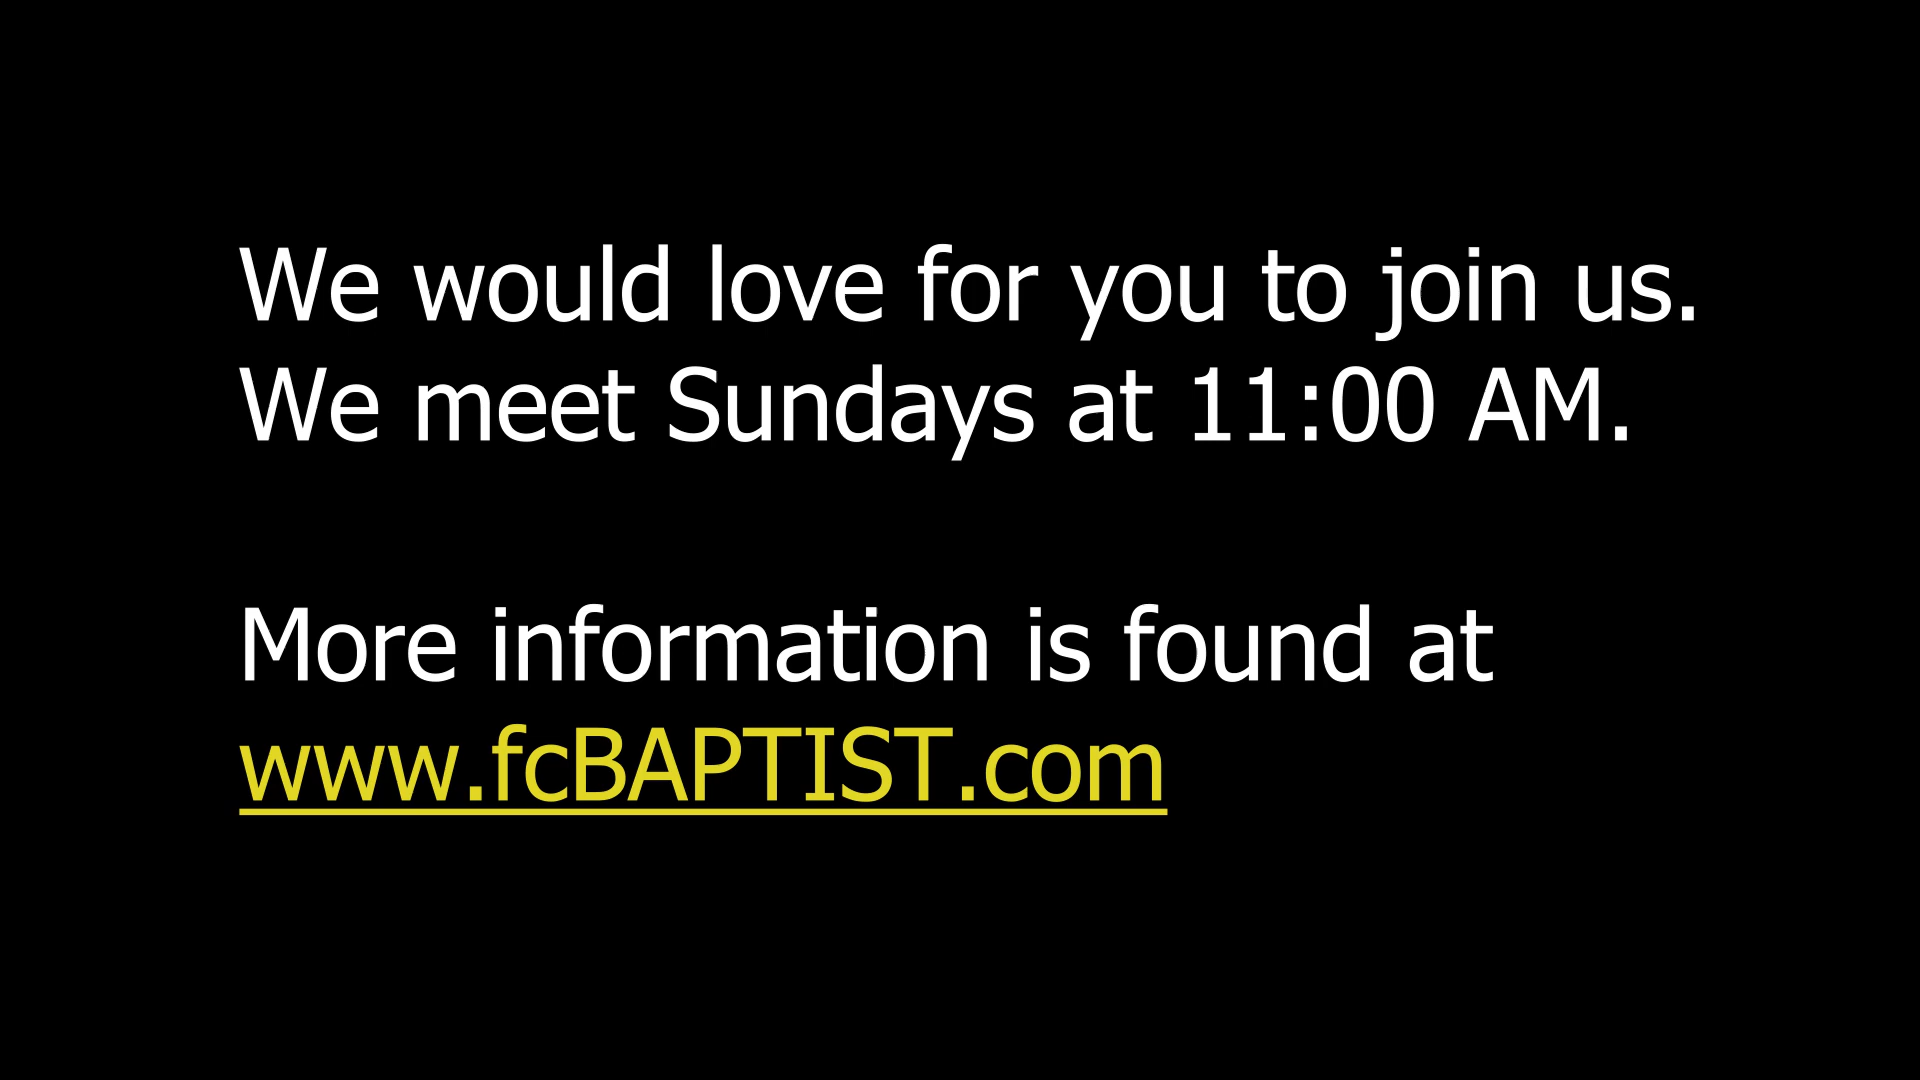 We would love for you to join us.
We meet Sundays at 11:00 AM.
More information is found at
www.fcBAPTIST.com